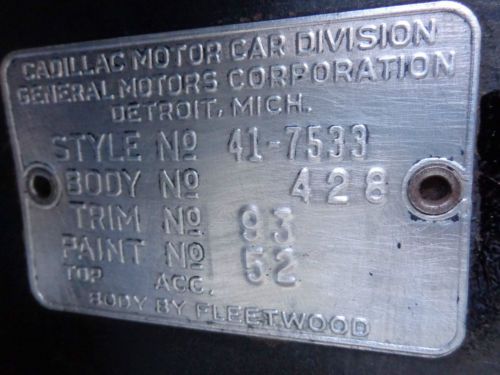 CADILLAC MOTOR CAR DIVISION
GENERAL MOTORS CORPORATION
DETROIT, MICH.
STYLE NO 41-7533
BODY NO 428
TRIM NO 93
PAINT NO 52
TOP ACC.
BODY BY FLEETWOOD